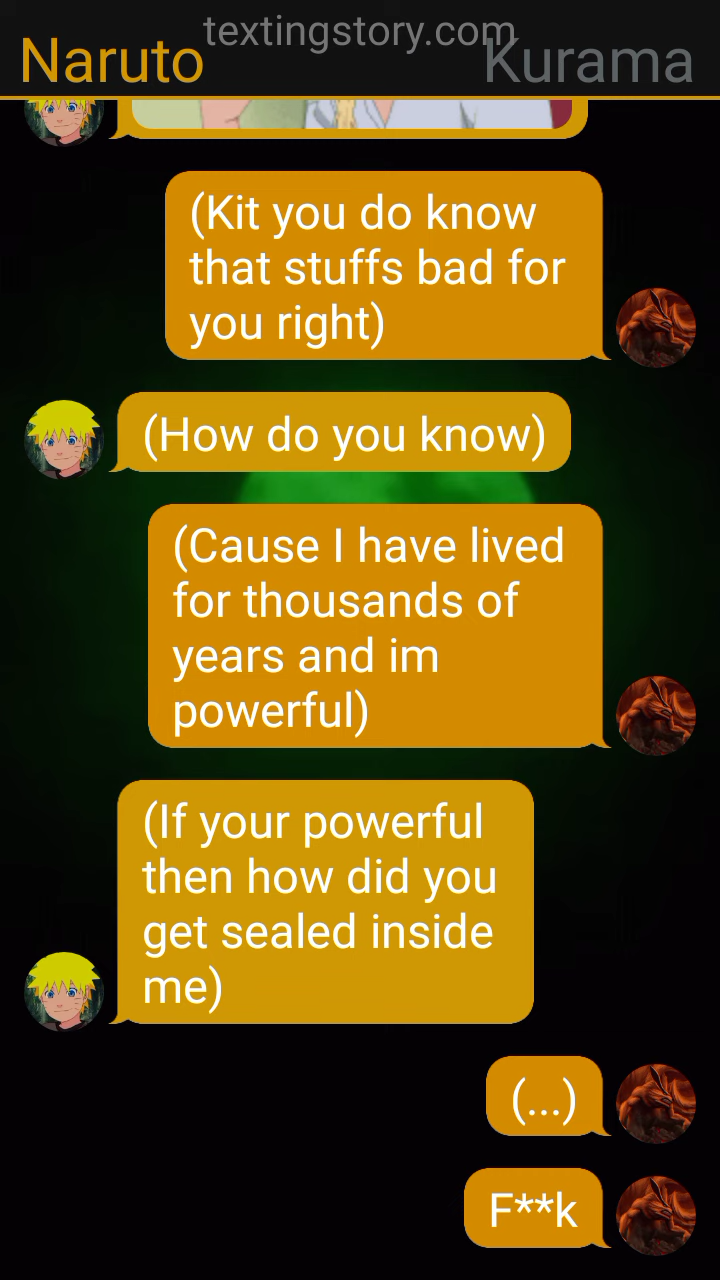 textingstory.com
Naruto
Kurama
(Kit you do know
that stuffs bad for
you right)
(How do you know)
(Cause I have lived
for thousands of
years and im
powerful)
(If your powerful
then how did you
get sealed inside
me)
(...)
F**k